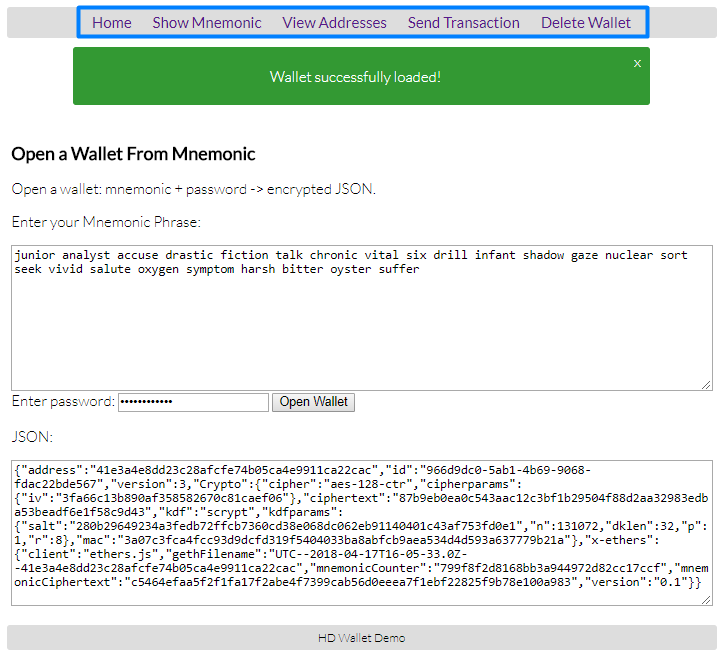 Home Show Mnemonic View Addresses Send Transaction Delete Wallet
x
Wallet successfully loaded!
Open a Wallet From Mnemonic
Open a wallet: mnemonic + password -> encrypted JSON.
Enter your Mnemonic Phrase:
junior analyst accuse drastic fiction talk chronic vital six drill infant shadow gaze nuclear sort
seek vivid salute oxygen symptom harsh bitter oyster suffer
Enter password: •••••••••••• Open Wallet
JSON:
{"address":"41e3a4e8dd23c28afcfe74b05ca4e9911ca22cac","id":"966d9dc0-5ab1-4b69-9068-
fdac22bde567","version":3,"Crypto":{"cipher":"aes-128-ctr","cipherparams":
{"iv":"3fa66c13b890af358582670c81caef06"},"ciphertext":"87b9eb0ea0c543aac12c3bf1b29504f88d2aa32983edb
a53beadf6e1f58c9d43","kdf":"scrypt","kdfparams":
{"salt":"280b29649234a3fedb72ffcb7360cd38e068dc062eb91140401c43af753fd0e1","n":131072,"dklen":32,"p":
1,"r":8},"mac":"3a07c3fca4fcc93d9dcfd319f5404033ba8abfcb9aea534d4d593a637779b21a"},"x-ethers":
{"client":"ethers.js","gethFilename":"UTC--2018-04-17T16-05-33.0Z-
-41e3a4e8dd23c28afcfe74b05ca4e9911ca22cac","mnemonicCounter":"799f8f2d8168bb3a944972d82cc17ccf","mnem
onicCiphertext":"c5464efaa5f2f1fa17f2abe4f7399cab56d0eeea7f1ebf22825f9b78e100a983","version":"0.1"}}
HD Wallet Demo